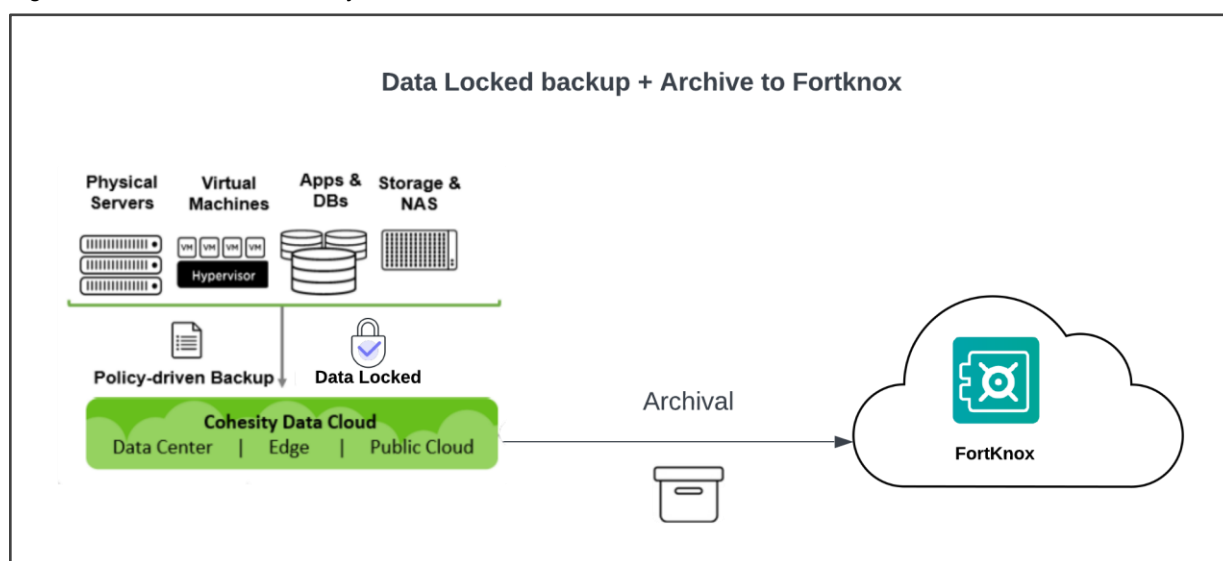 Data Locked backup + Archive to Fortknox
Physical
Servers
Virtual
Machines
Apps &
DBs
Storage &
NAS
VM VM VM VM
Hypervisor
Policy-driven Backup
Data Locked
Cohesity Data Cloud
Data Center | Edge | Public Cloud
Archival
FortKnox